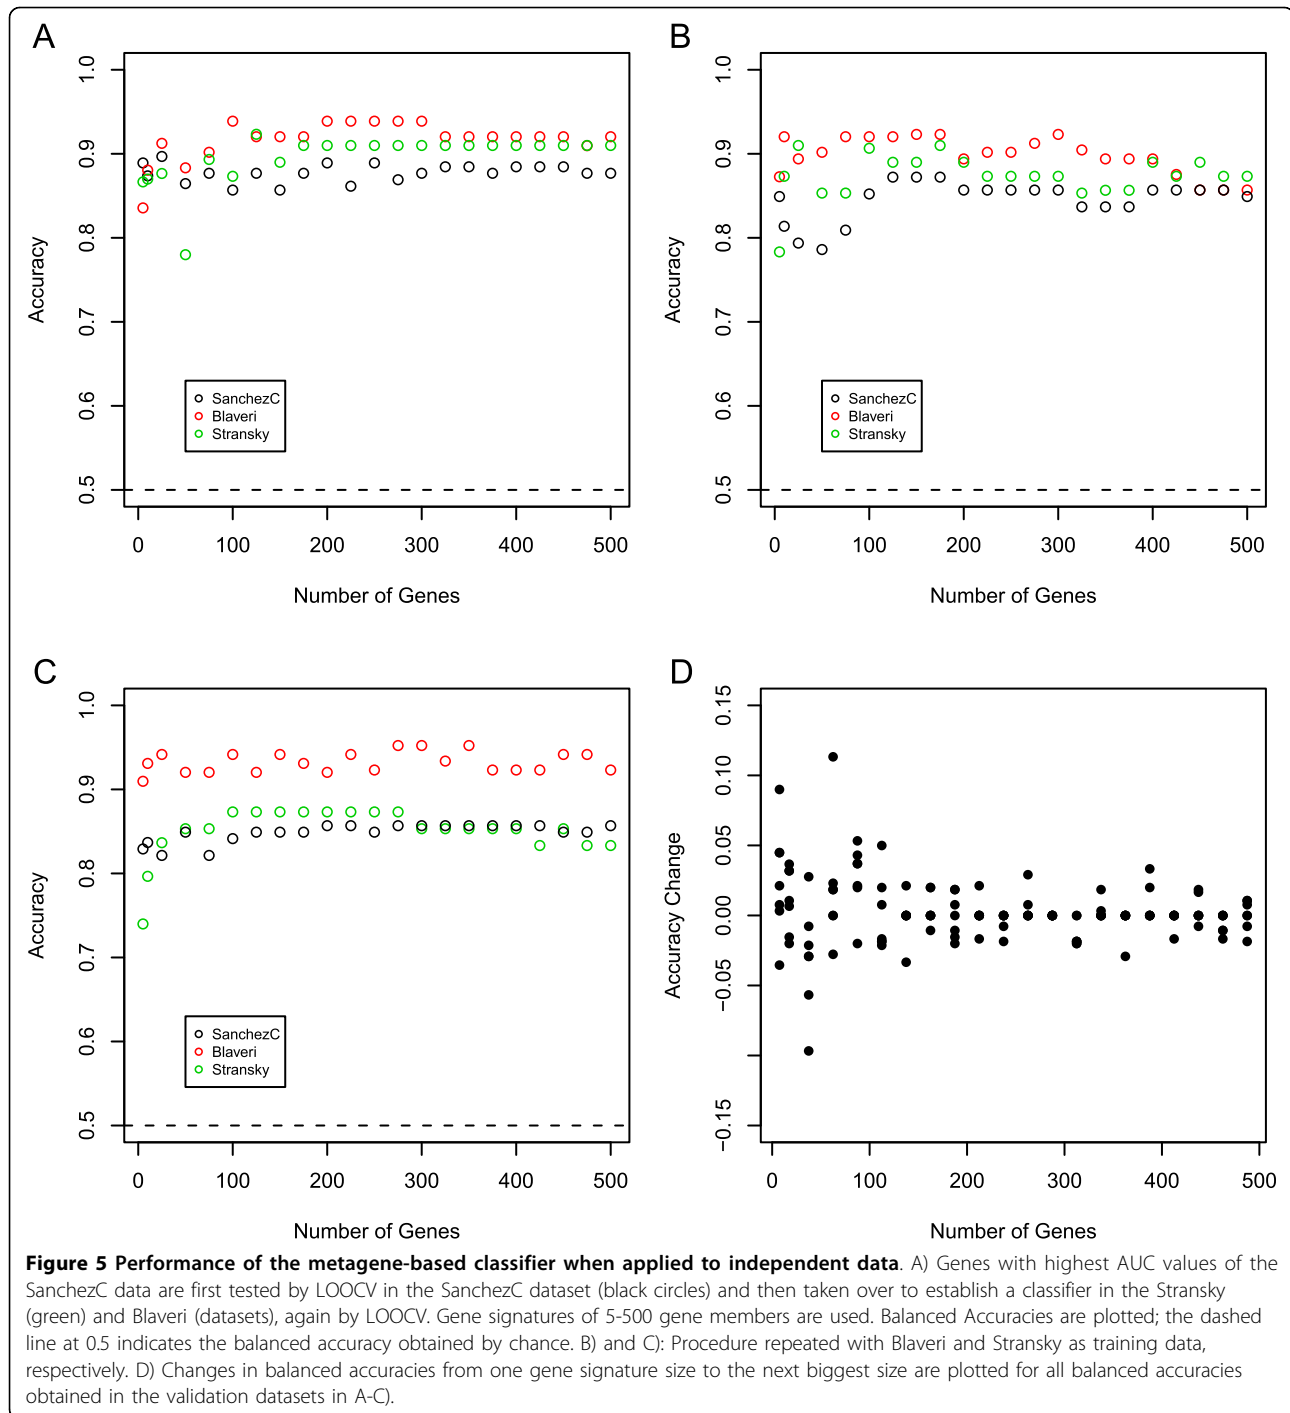 A
1.0
0.9
0.8
0.7
0.6
0.5
Accuracy
SanchezC
Blaveri
Stransky
0 100 200 300 400 500
Number of Genes
B
1.0
0.9
0.8
0.7
0.6
0.5
Accuracy
SanchezC
Blaveri
Stransky
0 100 200 300 400 500
Number of Genes
C
1.0
0.9
0.8
0.7
0.6
0.5
Accuracy
SanchezC
Blaveri
Stransky
0 100 200 300 400 500
Number of Genes
D
0.15
0.10
0.05
0.00
−0.05
−0.15
Accuracy Change
0 100 200 300 400 500
Number of Genes
Figure 5 Performance of the metagene-based classifier when applied to independent data. A) Genes with highest AUC values of the
SanchezC data are first tested by LOOCV in the SanchezC dataset (black circles) and then taken over to establish a classifier in the Stransky
(green) and Blaveri (datasets), again by LOOCV. Gene signatures of 5-500 gene members are used. Balanced Accuracies are plotted; the dashed
line at 0.5 indicates the balanced accuracy obtained by chance. B) and C): Procedure repeated with Blaveri and Stransky as training data,
respectively. D) Changes in balanced accuracies from one gene signature size to the next biggest size are plotted for all balanced accuracies
obtained in the validation datasets in A-C).